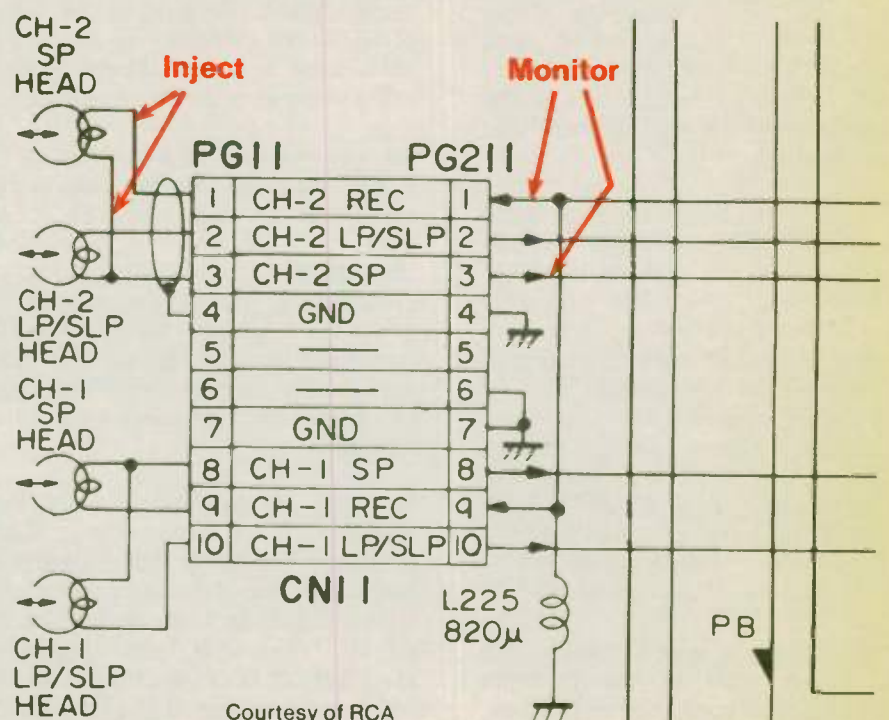 CH-2
SP
HEAD
Inject
Monitor
PG11
PG211
1 CH-2 REC 1
2 CH-2 LP/SLP 2
3 CH-2 SP 3
4 GND 4
5 — 5
6 — 6
7 GND 7
8 CH-1 SP 8
9 CH-1 REC 9
10 CH-1 LP/SLP 10
CN11
CH-2
LP/SLP
HEAD
CH-1
SP
HEAD
CH-1
LP/SLP
HEAD
L225
820μ
PB
Courtesy of RCA